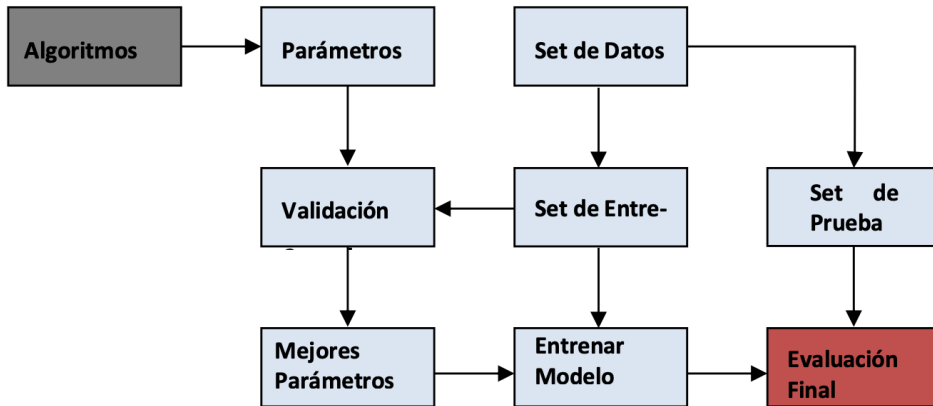 Algoritmos
Parámetros
Set de Datos
Validación
Set de Entre-
Set de
Prueba
Mejores
Parámetros
Entrenar
Modelo
Evaluación
Final